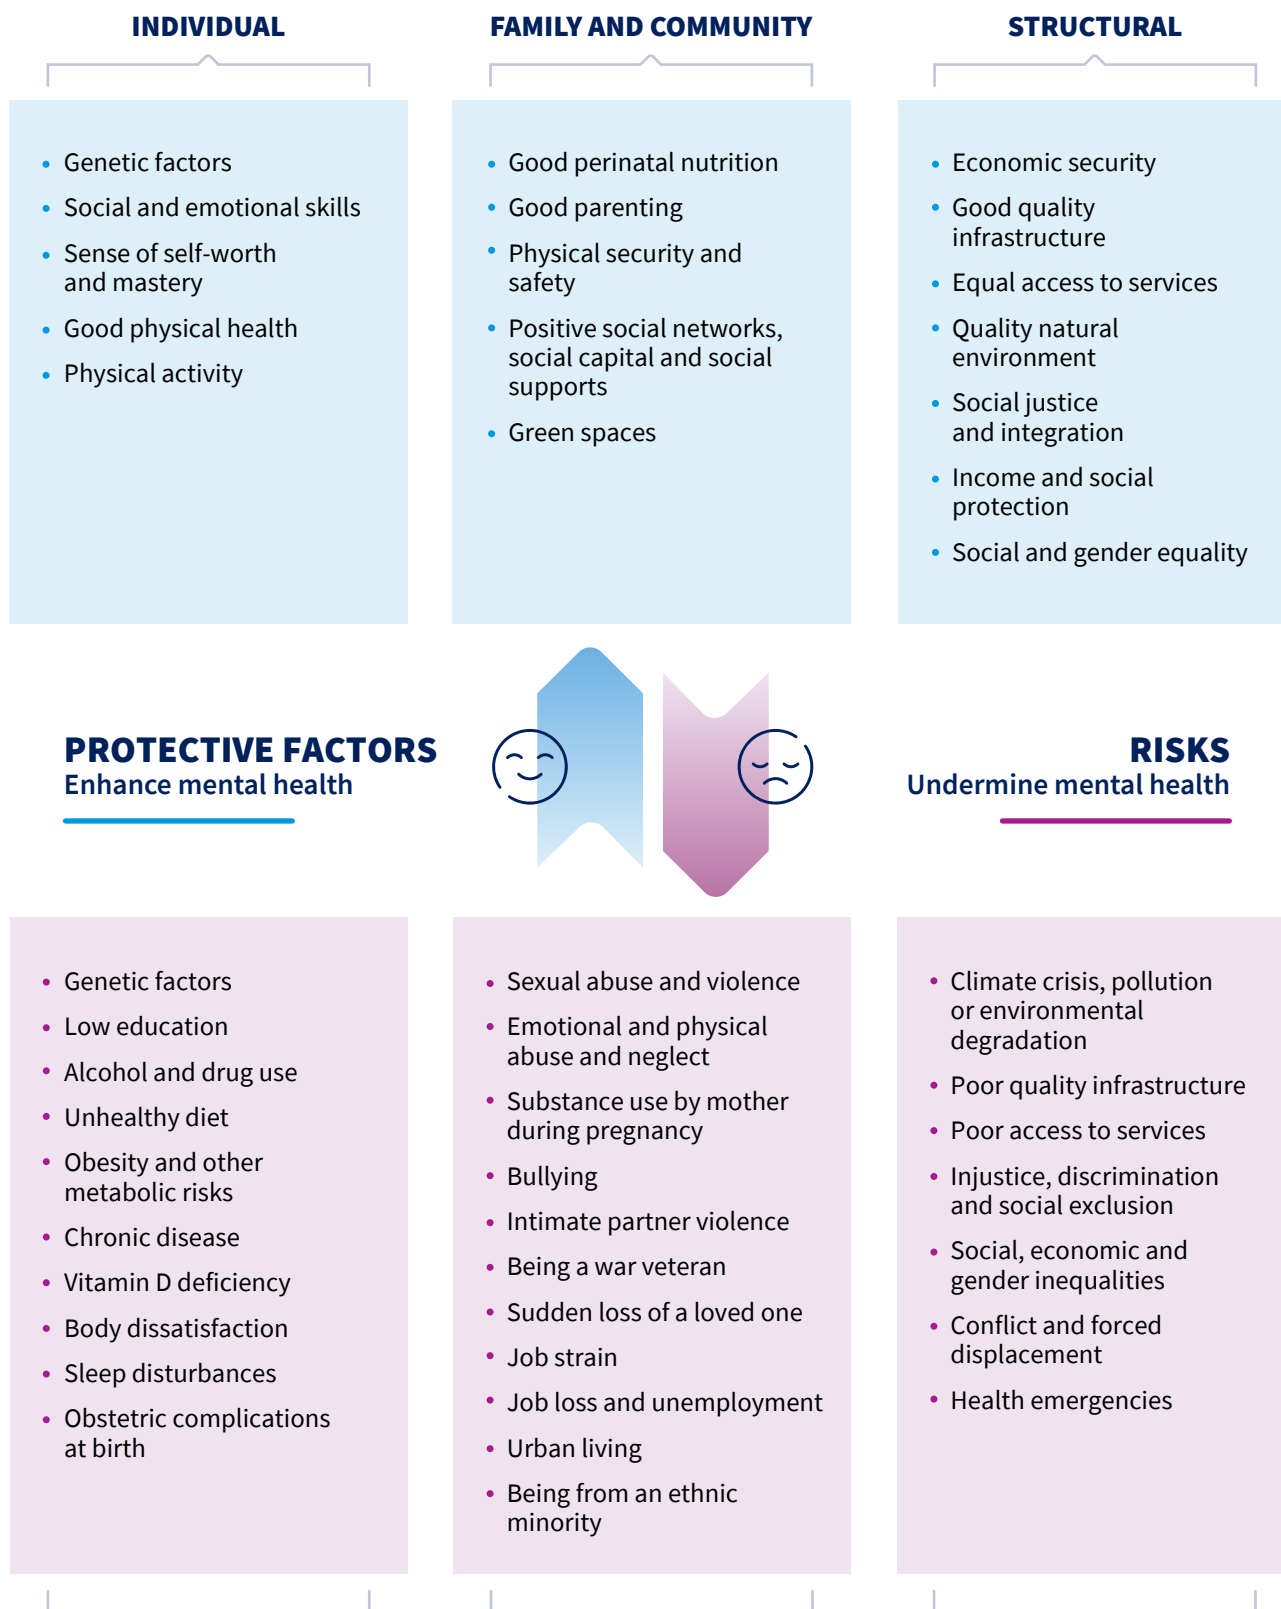 INDIVIDUAL
• Genetic factors
• Social and emotional skills
• Sense of self-worth
and mastery
• Good physical health
• Physical activity
FAMILY AND COMMUNITY
• Good perinatal nutrition
• Good parenting
• Physical security and
safety
• Positive social networks,
social capital and social
supports
• Green spaces
STRUCTURAL
• Economic security
• Good quality
infrastructure
• Equal access to services
• Quality natural
environment
• Social justice
and integration
• Income and social
protection
• Social and gender equality
PROTECTIVE FACTORS
Enhance mental health
RISKS
Undermine mental health
• Genetic factors
• Low education
• Alcohol and drug use
• Unhealthy diet
• Obesity and other
metabolic risks
• Chronic disease
• Vitamin D deficiency
• Body dissatisfaction
• Sleep disturbances
• Obstetric complications
at birth
• Sexual abuse and violence
• Emotional and physical
abuse and neglect
• Substance use by mother
during pregnancy
• Bullying
• Intimate partner violence
• Being a war veteran
• Sudden loss of a loved one
• Job strain
• Job loss and unemployment
• Urban living
• Being from an ethnic
minority
• Climate crisis, pollution
or environmental
degradation
• Poor quality infrastructure
• Poor access to services
• Injustice, discrimination
and social exclusion
• Social, economic and
gender inequalities
• Conflict and forced
displacement
• Health emergencies